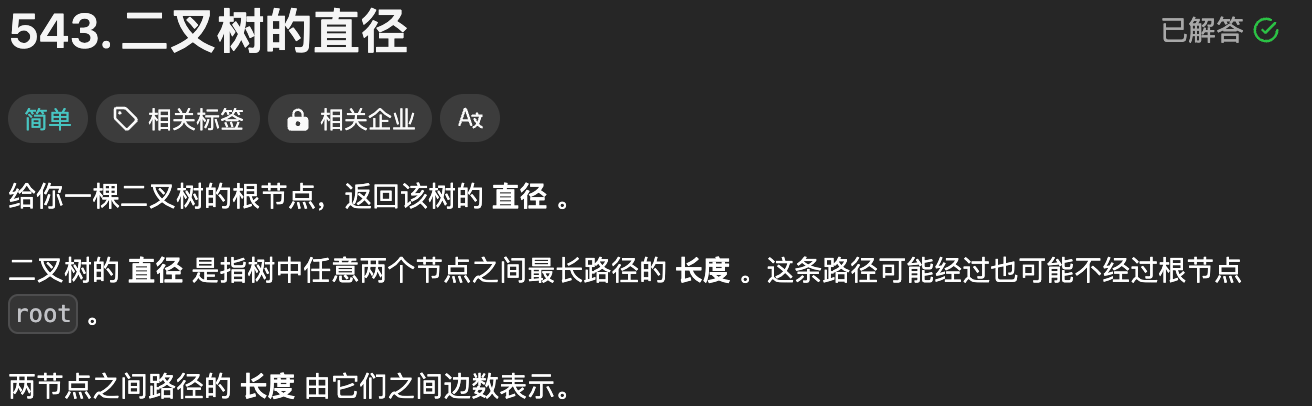 543. 二叉树的直径
已解答
简单 相关标签 相关企业 A文
给你一棵二叉树的根节点，返回该树的 直径 。
二叉树的 直径 是指树中任意两个节点之间最长路径的 长度 。这条路径可能经过也可能不经过根节点
root 。
两节点之间路径的 长度 由它们之间边数表示。